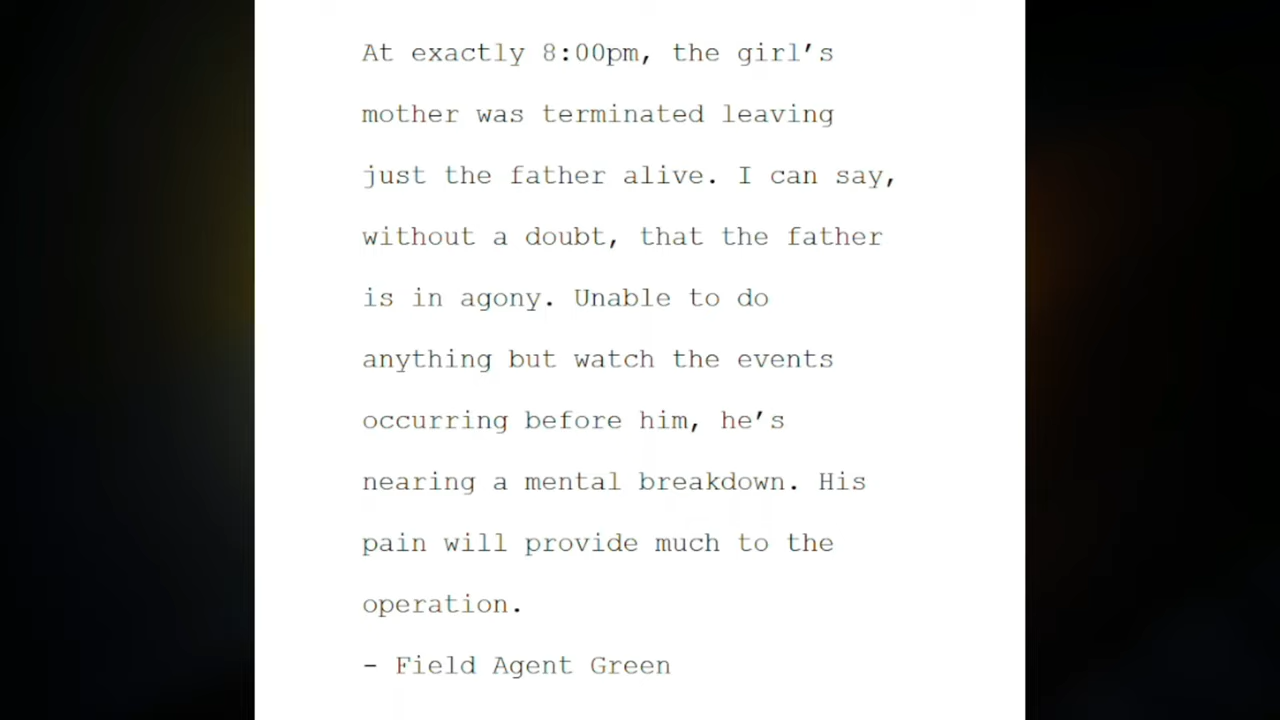 At exactly 8:00pm, the girl’s
mother was terminated leaving
just the father alive. I can say,
without a doubt, that the father
is in agony. Unable to do
anything but watch the events
occurring before him, he’s
nearing a mental breakdown. His
pain will provide much to the
operation.
- Field Agent Green